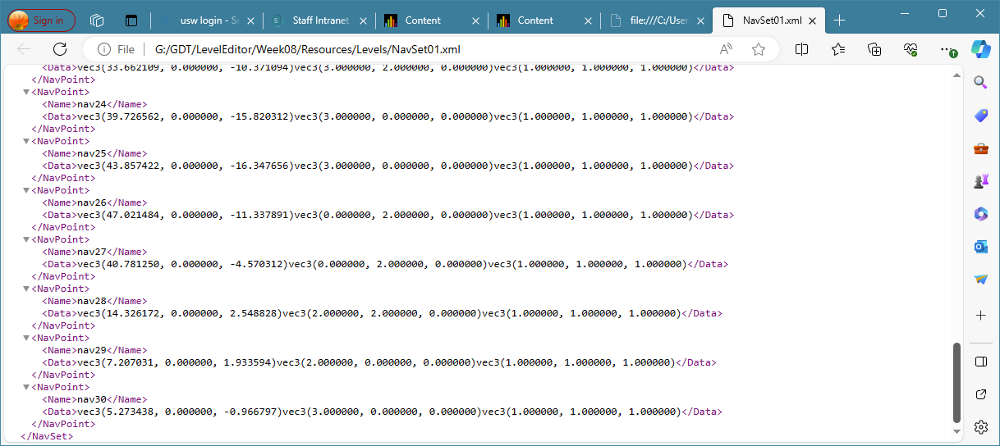 Sign in
usw login - Se
Staff Intranet
Content
Content
file:///C:/User
NavSet01.xml
File
G:/GDT/LevelEditor/Week08/Resources/Levels/NavSet01.xml
<Data>vec3(33.662109, 0.000000, -10.371094)vec3(3.000000, 2.000000, 0.000000)vec3(1.000000, 1.000000, 1.000000)</Data>
</NavPoint>
<NavPoint>
<Name>nav24</Name>
<Data>vec3(39.726562, 0.000000, -15.820312)vec3(3.000000, 0.000000, 0.000000)vec3(1.000000, 1.000000, 1.000000)</Data>
</NavPoint>
<NavPoint>
<Name>nav25</Name>
<Data>vec3(43.857422, 0.000000, -16.347656)vec3(3.000000, 0.000000, 0.000000)vec3(1.000000, 1.000000, 1.000000)</Data>
</NavPoint>
<NavPoint>
<Name>nav26</Name>
<Data>vec3(47.021484, 0.000000, -11.337891)vec3(0.000000, 2.000000, 0.000000)vec3(1.000000, 1.000000, 1.000000)</Data>
</NavPoint>
<NavPoint>
<Name>nav27</Name>
<Data>vec3(40.781250, 0.000000, -4.570312)vec3(0.000000, 2.000000, 0.000000)vec3(1.000000, 1.000000, 1.000000)</Data>
</NavPoint>
<NavPoint>
<Name>nav28</Name>
<Data>vec3(14.326172, 0.000000, 2.548828)vec3(2.000000, 2.000000, 0.000000)vec3(1.000000, 1.000000, 1.000000)</Data>
</NavPoint>
<NavPoint>
<Name>nav29</Name>
<Data>vec3(7.207031, 0.000000, 1.933594)vec3(2.000000, 0.000000, 0.000000)vec3(1.000000, 1.000000, 1.000000)</Data>
</NavPoint>
<NavPoint>
<Name>nav30</Name>
<Data>vec3(5.273438, 0.000000, -0.966797)vec3(3.000000, 0.000000, 0.000000)vec3(1.000000, 1.000000, 1.000000)</Data>
</NavPoint>
</NavSet>